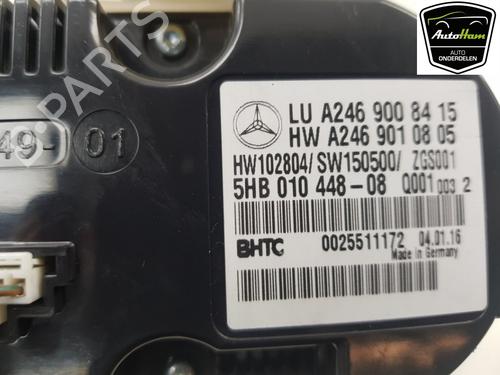 AutoHam
AUTO
ONDERDELEN
LU A246 900 84 15
HW A246 901 08 05
HW102804/SW150500/ ZGS001
5HB 010 448-08 Q001 003 2
BHTC 0025511172 04.01.16
Made in Germany
49- 01